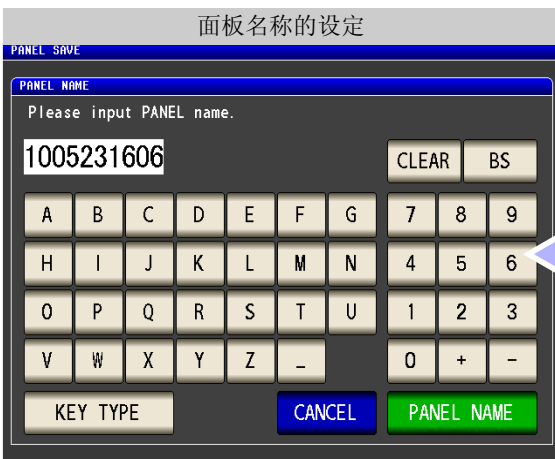 面板名称的设定
PANEL SAVE
PANEL NAME
Please input PANEL name.
1005231606 CLEAR BS
A B C D E F G 7 8 9
H I J K L M N 4 5 6
O P Q R S T U 1 2 3
V W X Y Z _ 0 + -
KEY TYPE CANCEL PANEL NAME